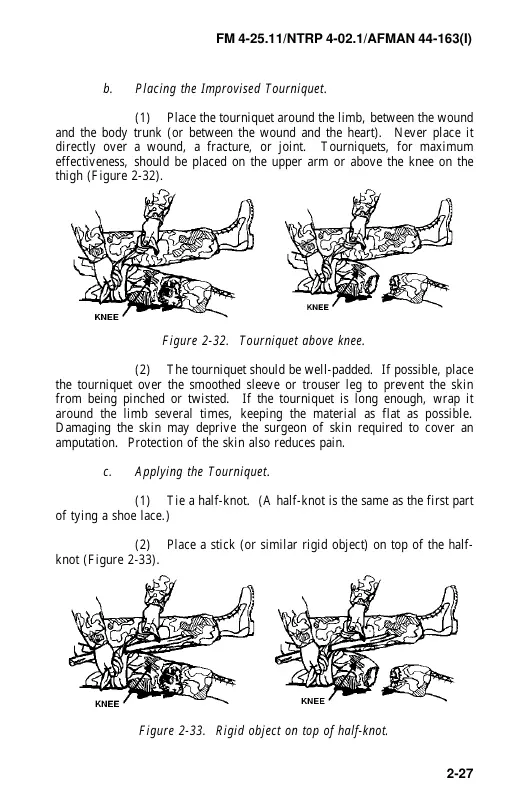 FM 4-25.11/NTRP 4-02.1/AFMAN 44-163(I)
b. Placing the Improvised Tourniquet.
(1) Place the tourniquet around the limb, between the wound
and the body trunk (or between the wound and the heart). Never place it
directly over a wound, a fracture, or joint. Tourniquets, for maximum
effectiveness, should be placed on the upper arm or above the knee on the
thigh (Figure 2-32).
KNEE KNEE
Figure 2-32. Tourniquet above knee.
(2) The tourniquet should be well-padded. If possible, place
the tourniquet over the smoothed sleeve or trouser leg to prevent the skin
from being pinched or twisted. If the tourniquet is long enough, wrap it
around the limb several times, keeping the material as flat as possible.
Damaging the skin may deprive the surgeon of skin required to cover an
amputation. Protection of the skin also reduces pain.
c. Applying the Tourniquet.
(1) Tie a half-knot. (A half-knot is the same as the first part
of tying a shoe lace.)
(2) Place a stick (or similar rigid object) on top of the half-
knot (Figure 2-33).
KNEE KNEE
Figure 2-33. Rigid object on top of half-knot.
2-27